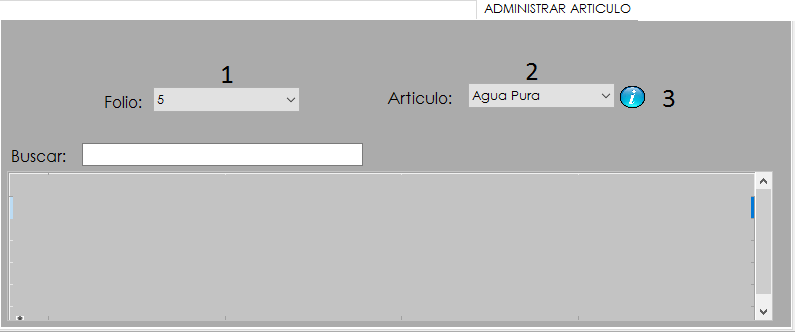 ADMINISTRAR ARTICULO
1 2
Folio: 5 Articulo: Agua Pura i 3
Buscar:
*